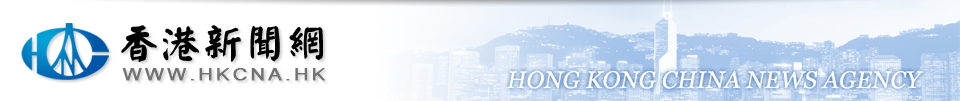 香港新聞網
WWW.HKCNA.HK
HONG KONG CHINA NEWS AGENCY